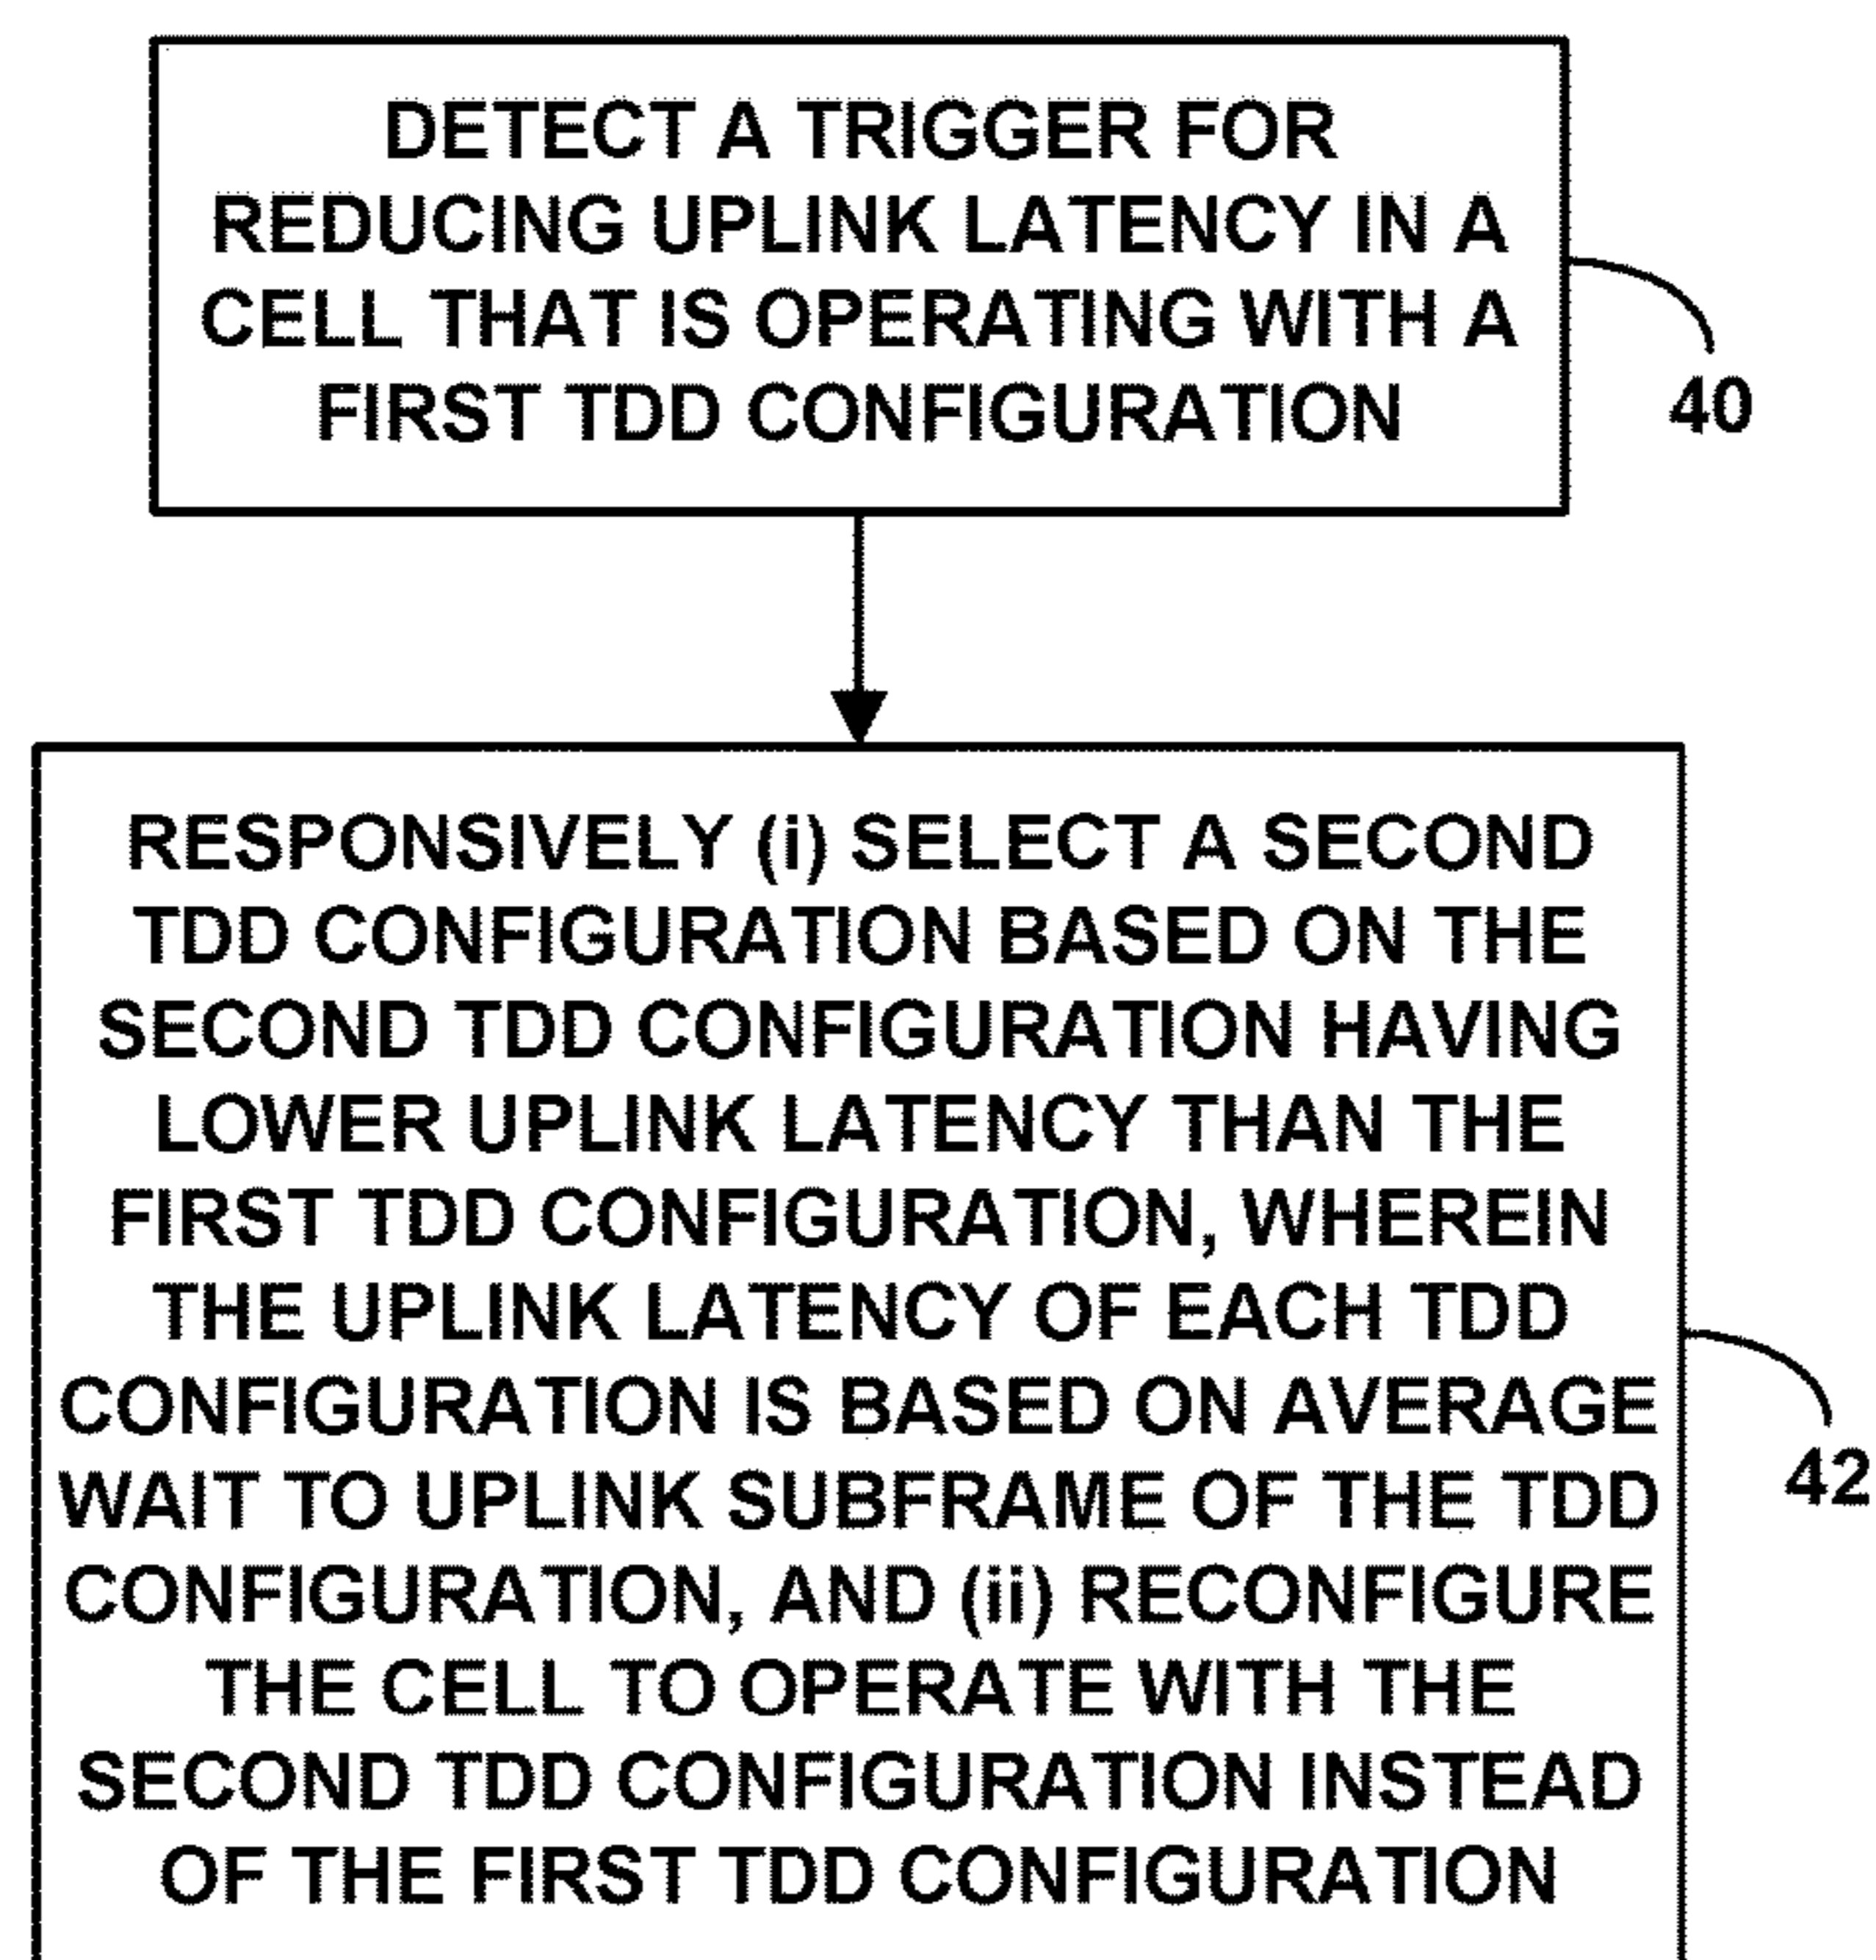 DETECT A TRIGGER FOR
REDUCING UPLINK LATENCY IN A
CELL THAT IS OPERATING WITH A
FIRST TDD CONFIGURATION
40
RESPONSIVELY (i) SELECT A SECOND
TDD CONFIGURATION BASED ON THE
SECOND TDD CONFIGURATION HAVING
LOWER UPLINK LATENCY THAN THE
FIRST TDD CONFIGURATION, WHEREIN
THE UPLINK LATENCY OF EACH TDD
CONFIGURATION IS BASED ON AVERAGE
WAIT TO UPLINK SUBFRAME OF THE TDD
CONFIGURATION, AND (ii) RECONFIGURE
THE CELL TO OPERATE WITH THE
SECOND TDD CONFIGURATION INSTEAD
OF THE FIRST TDD CONFIGURATION
42